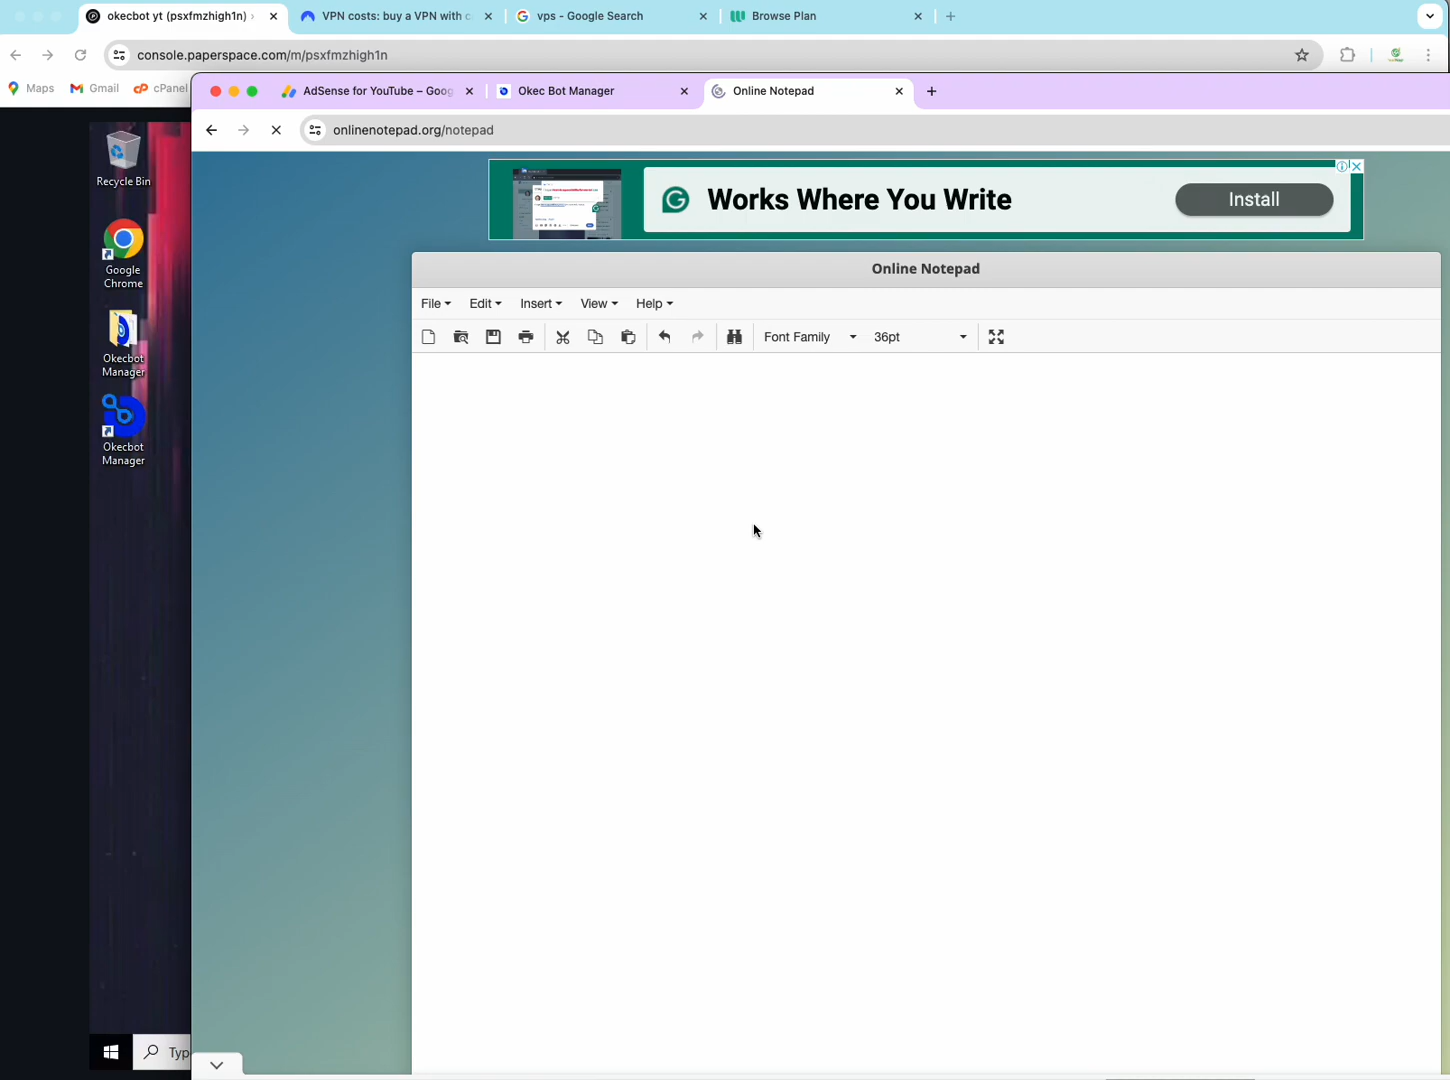 okecbot yt (psxfmzhigh1n)
VPN costs: buy a VPN with c
vps - Google Search
Browse Plan
console.paperspace.com/m/psxfmzhigh1n
Maps
Gmail
cPanel
AdSense for YouTube – Goog
Okec Bot Manager
Online Notepad
onlinenotepad.org/notepad
Works Where You Write
Install
Online Notepad
File
Edit
Insert
View
Help
Font Family
36pt
Recycle Bin
Google
Chrome
Okecbot
Manager
Okecbot
Manager
Typ